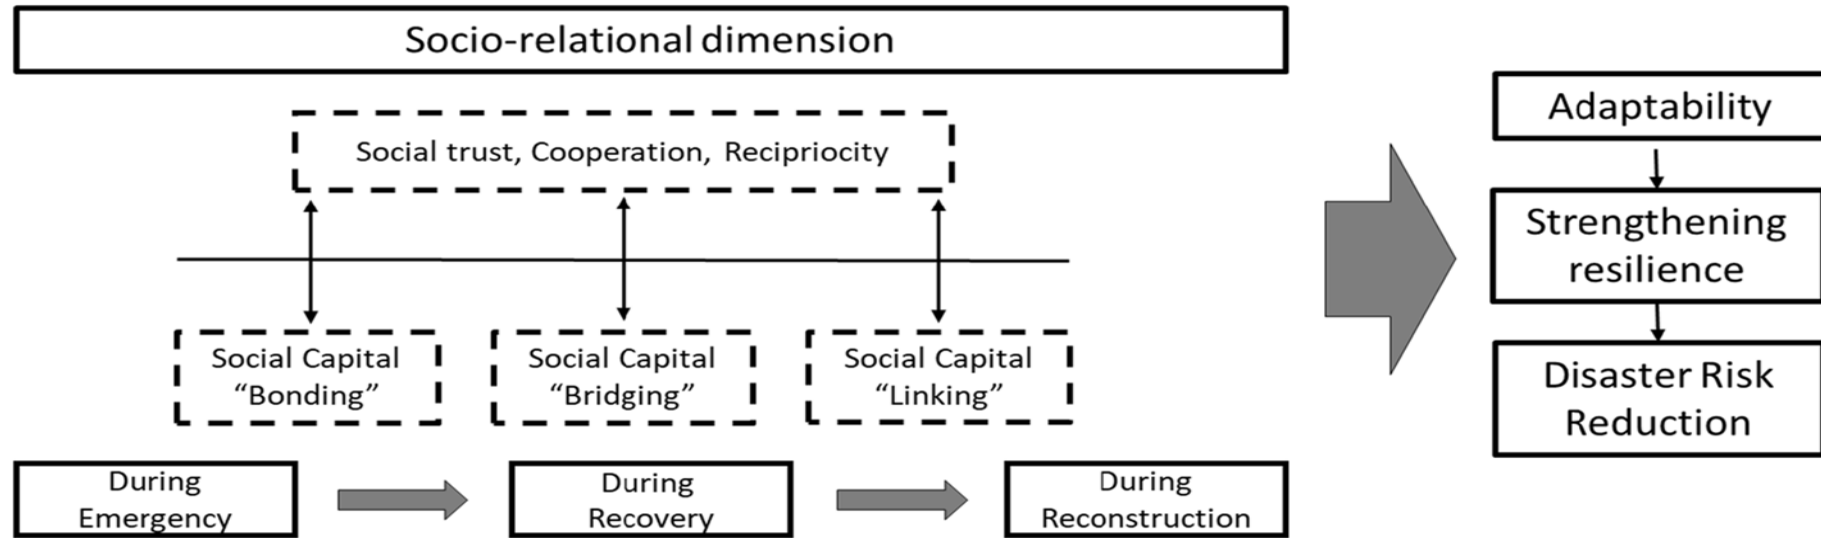 Socio-relational dimension
Social trust, Cooperation, Recipriocity
Social Capital
“Bonding”
Social Capital
“Bridging”
Social Capital
“Linking”
During
Emergency
During
Recovery
During
Reconstruction
Adaptability
Strengthening
resilience
Disaster Risk
Reduction